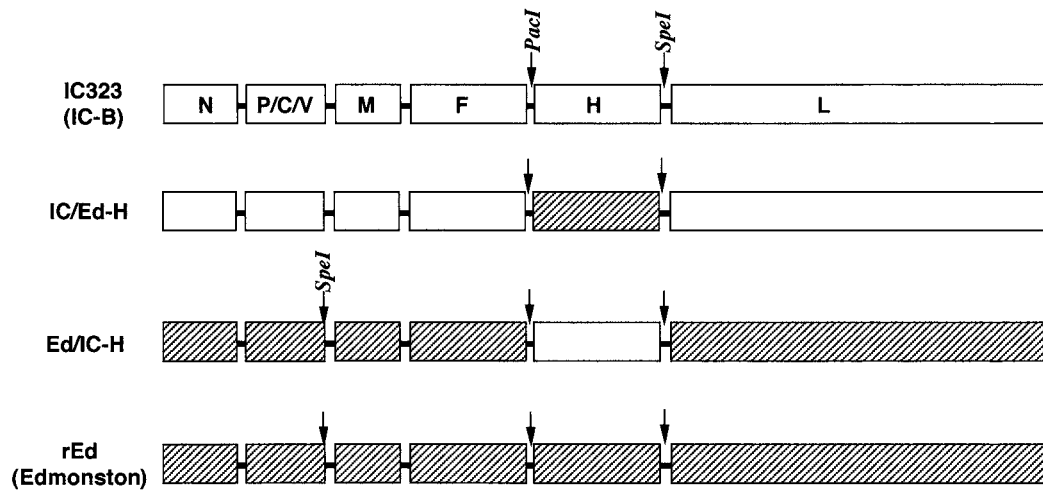 PacI
SpeI
IC323
(IC-B)
N
P/C/V
M
F
H
L
IC/Ed-H
SpeI
Ed/IC-H
rEd
(Edmonston)